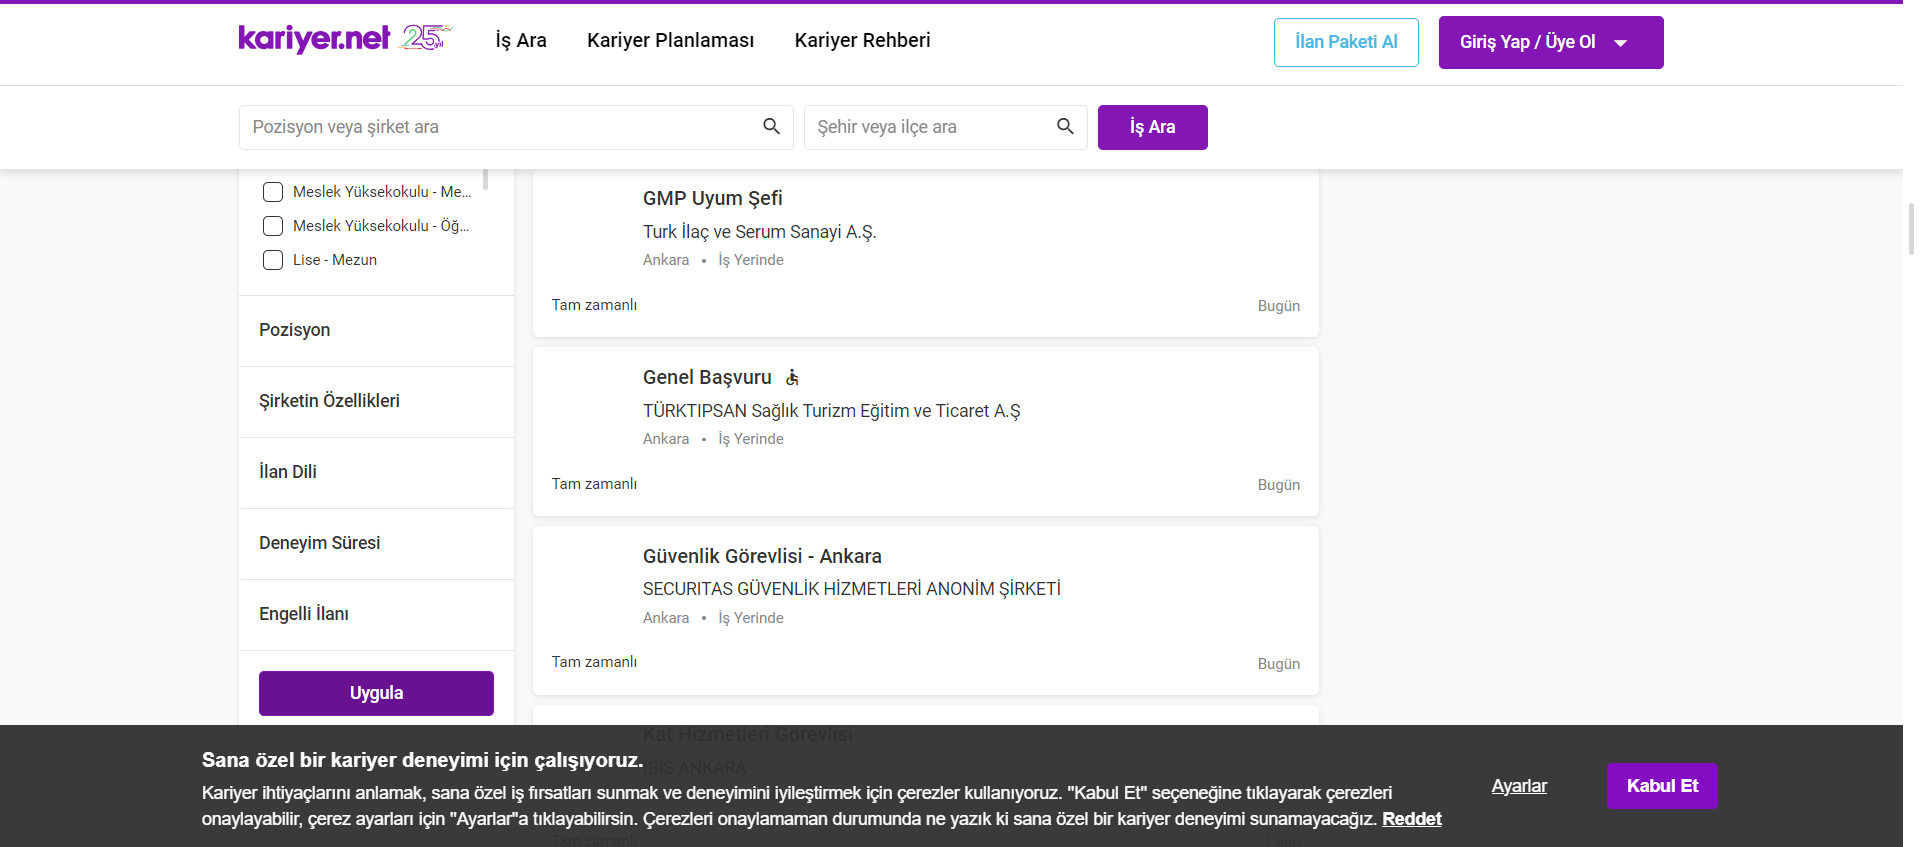 kariyer.net 25yıl
İş Ara
Kariyer Planlaması
Kariyer Rehberi
İlan Paketi Al
Giriş Yap / Üye Ol
Pozisyon veya şirket ara
Şehir veya ilçe ara
İş Ara
Meslek Yüksekokulu - Me...
Meslek Yüksekokulu - Öğ...
Lise - Mezun
Pozisyon
Şirketin Özellikleri
İlan Dili
Deneyim Süresi
Engelli İlanı
Uygula
GMP Uyum Şefi
Turk İlaç ve Serum Sanayi A.Ş.
Ankara • İş Yerinde
Tam zamanlı
Bugün
Genel Başvuru
TÜRKTIPSAN Sağlık Turizm Eğitim ve Ticaret A.Ş
Ankara • İş Yerinde
Tam zamanlı
Bugün
Güvenlik Görevlisi - Ankara
SECURITAS GÜVENLİK HİZMETLERİ ANONİM ŞİRKETİ
Ankara • İş Yerinde
Tam zamanlı
Bugün
Kat Hizmetleri Görevlisi
IBIS ANKARA
Tam zamanlı
Sana özel bir kariyer deneyimi için çalışıyoruz.
Kariyer ihtiyaçlarını anlamak, sana özel iş fırsatları sunmak ve deneyimini iyileştirmek için çerezler kullanıyoruz. "Kabul Et" seçeneğine tıklayarak çerezleri
onaylayabilir, çerez ayarları için "Ayarlar"a tıklayabilirsin. Çerezleri onaylamaman durumunda ne yazık ki sana özel bir kariyer deneyimi sunamayacağız. Reddet
Ayarlar
Kabul Et